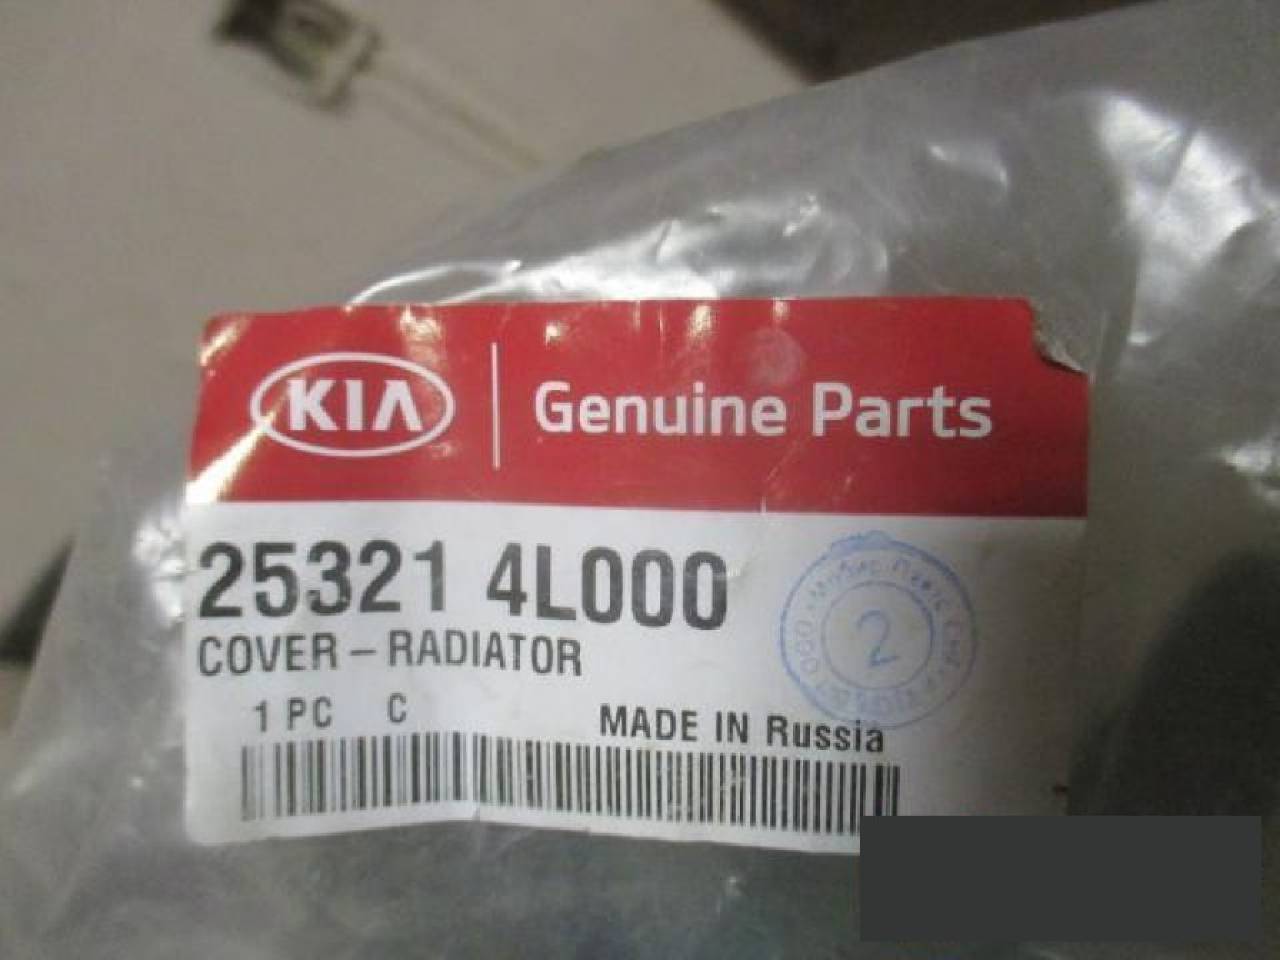 KIA Genuine Parts
25321 4L000
COVER – RADIATOR
1 PC C
MADE IN Russia
2